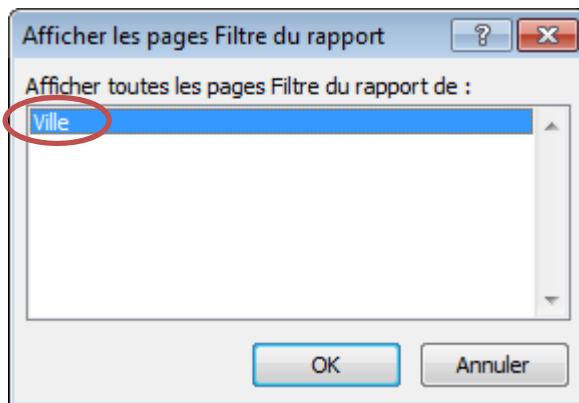 Afficher les pages Filtre du rapport
?
Afficher toutes les pages Filtre du rapport de :
Ville
OK
Annuler